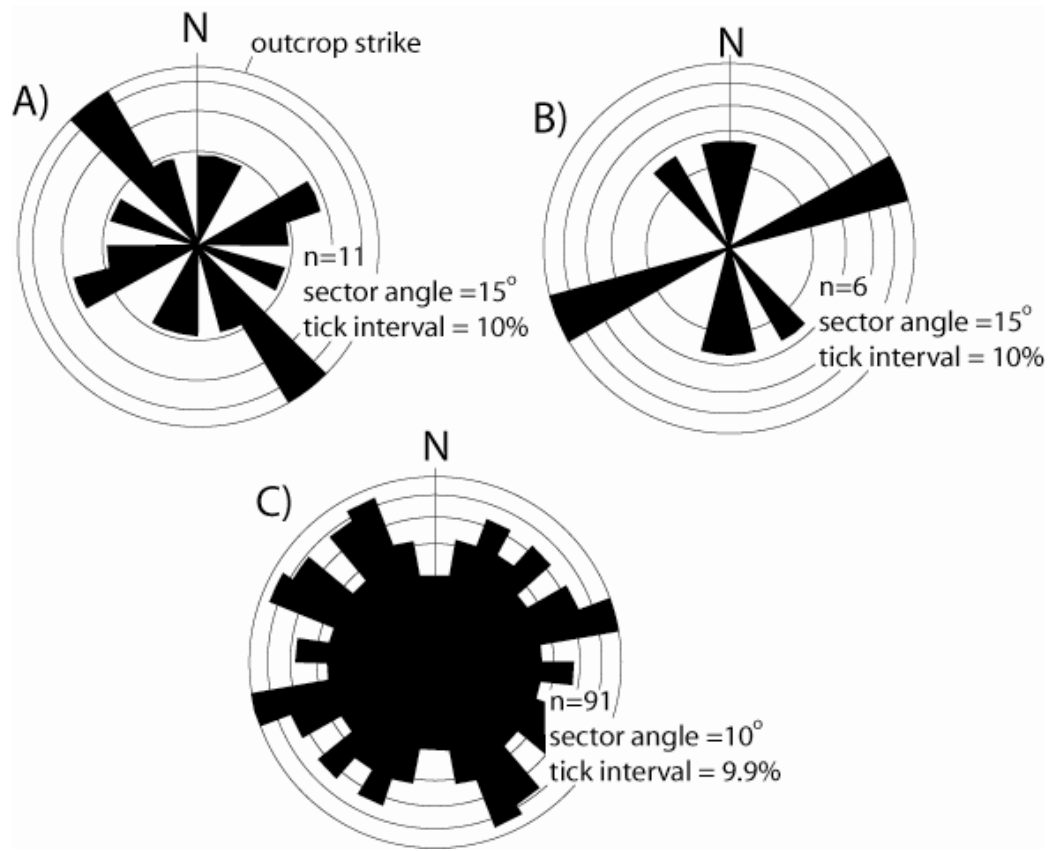 N
outcrop strike
A)
n=11
sector angle =15°
tick interval = 10%
N
B)
n=6
sector angle =15°
tick interval = 10%
N
C)
n=91
sector angle =10°
tick interval = 9.9%